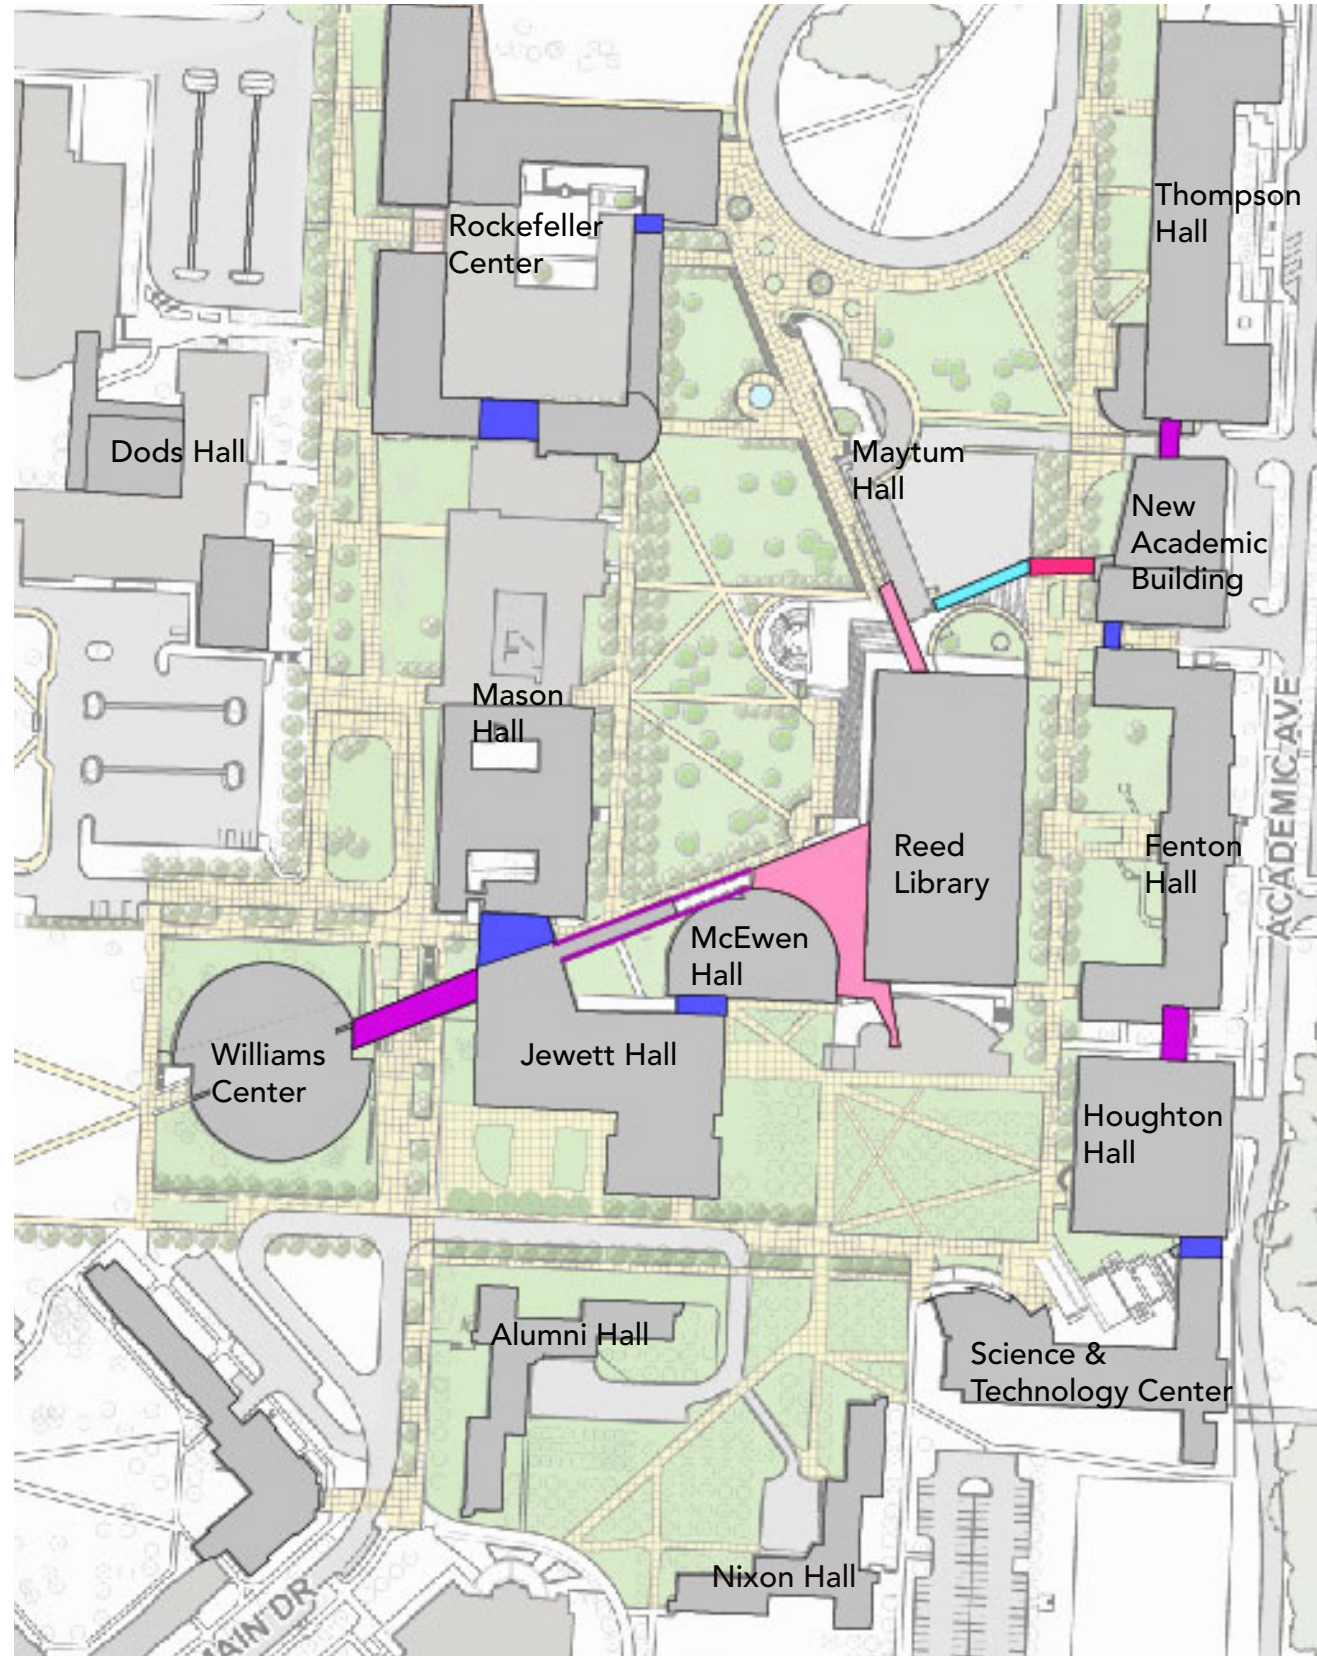 Thompson
Hall
Rockefeller
Center
Dods Hall
Maytum
Hall
New
Academic
Building
Mason
Hall
ACADEMIC AVE
Reed
Library
Fenton
Hall
McEwen
Hall
Williams
Center
Jewett Hall
Houghton
Hall
Alumni Hall
Science &
Technology Center
Nixon Hall
MAIN DR